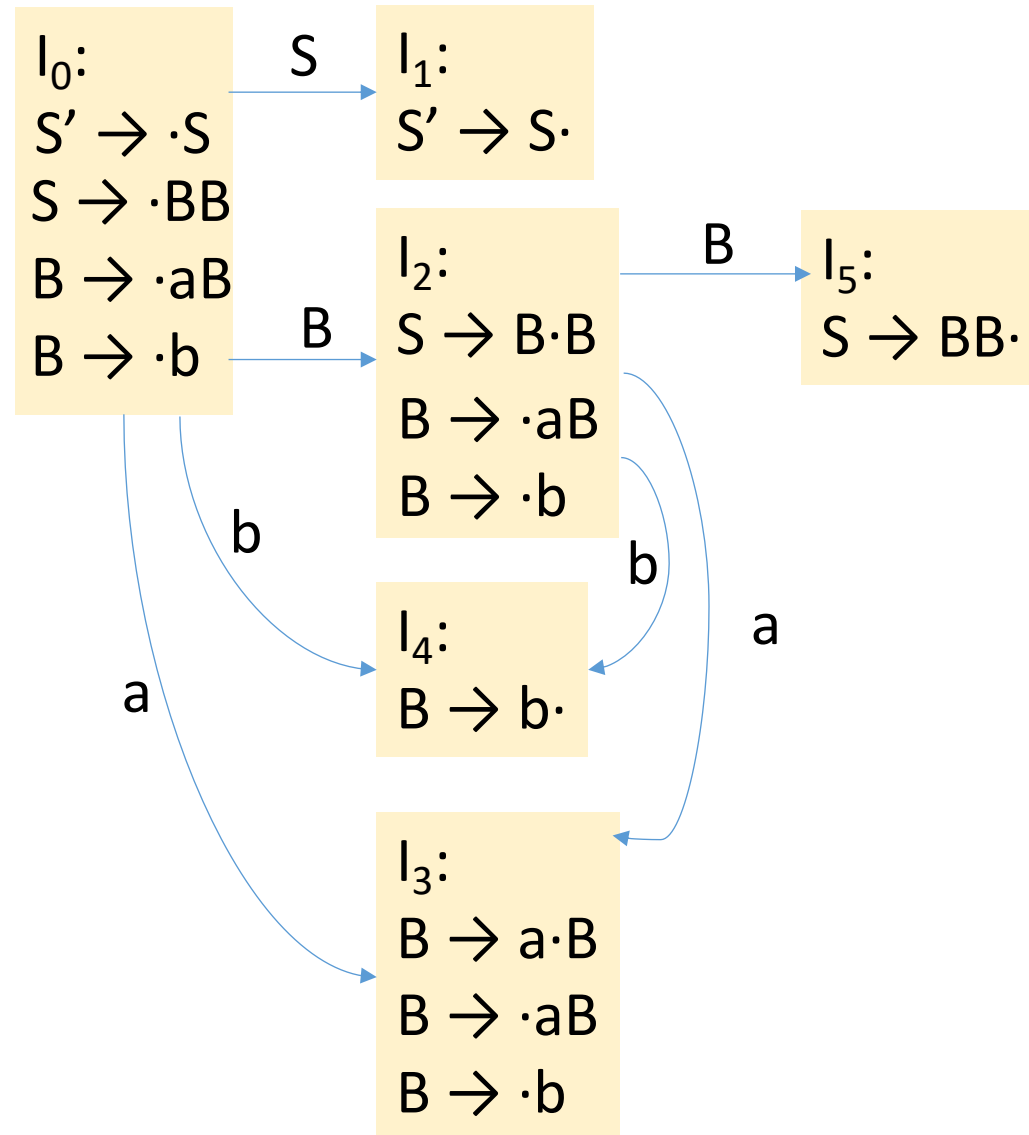 I₀:
S’ → ·S
S → ·BB
B → ·aB
B → ·b
S
I₁:
S’ → S·
B
I₂:
S → B·B
B → ·aB
B → ·b
B
I₅:
S → BB·
b
b
a
a
I₄:
B → b·
I₃:
B → a·B
B → ·aB
B → ·b